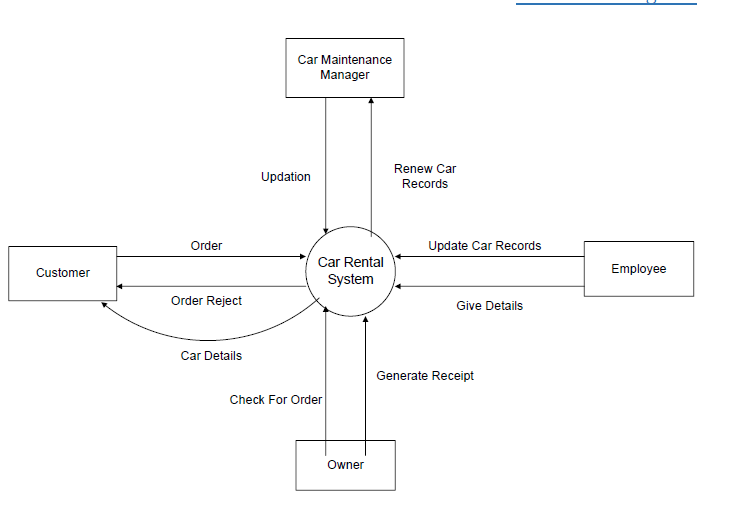 Car Maintenance
Manager
Updation
Renew Car
Records
Order
Update Car Records
Customer
Car Rental
System
Employee
Order Reject
Give Details
Car Details
Generate Receipt
Check For Order
Owner